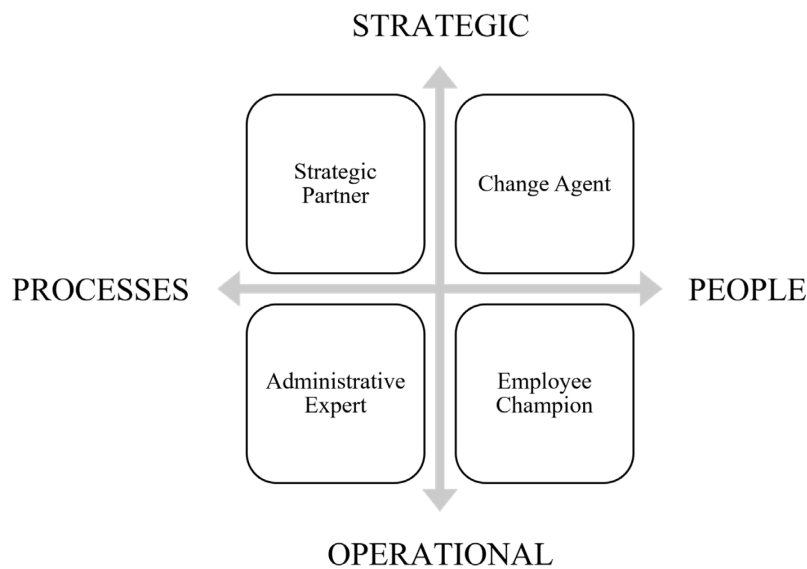 STRATEGIC
Strategic
Partner
Change Agent
PROCESSES
PEOPLE
Administrative
Expert
Employee
Champion
OPERATIONAL